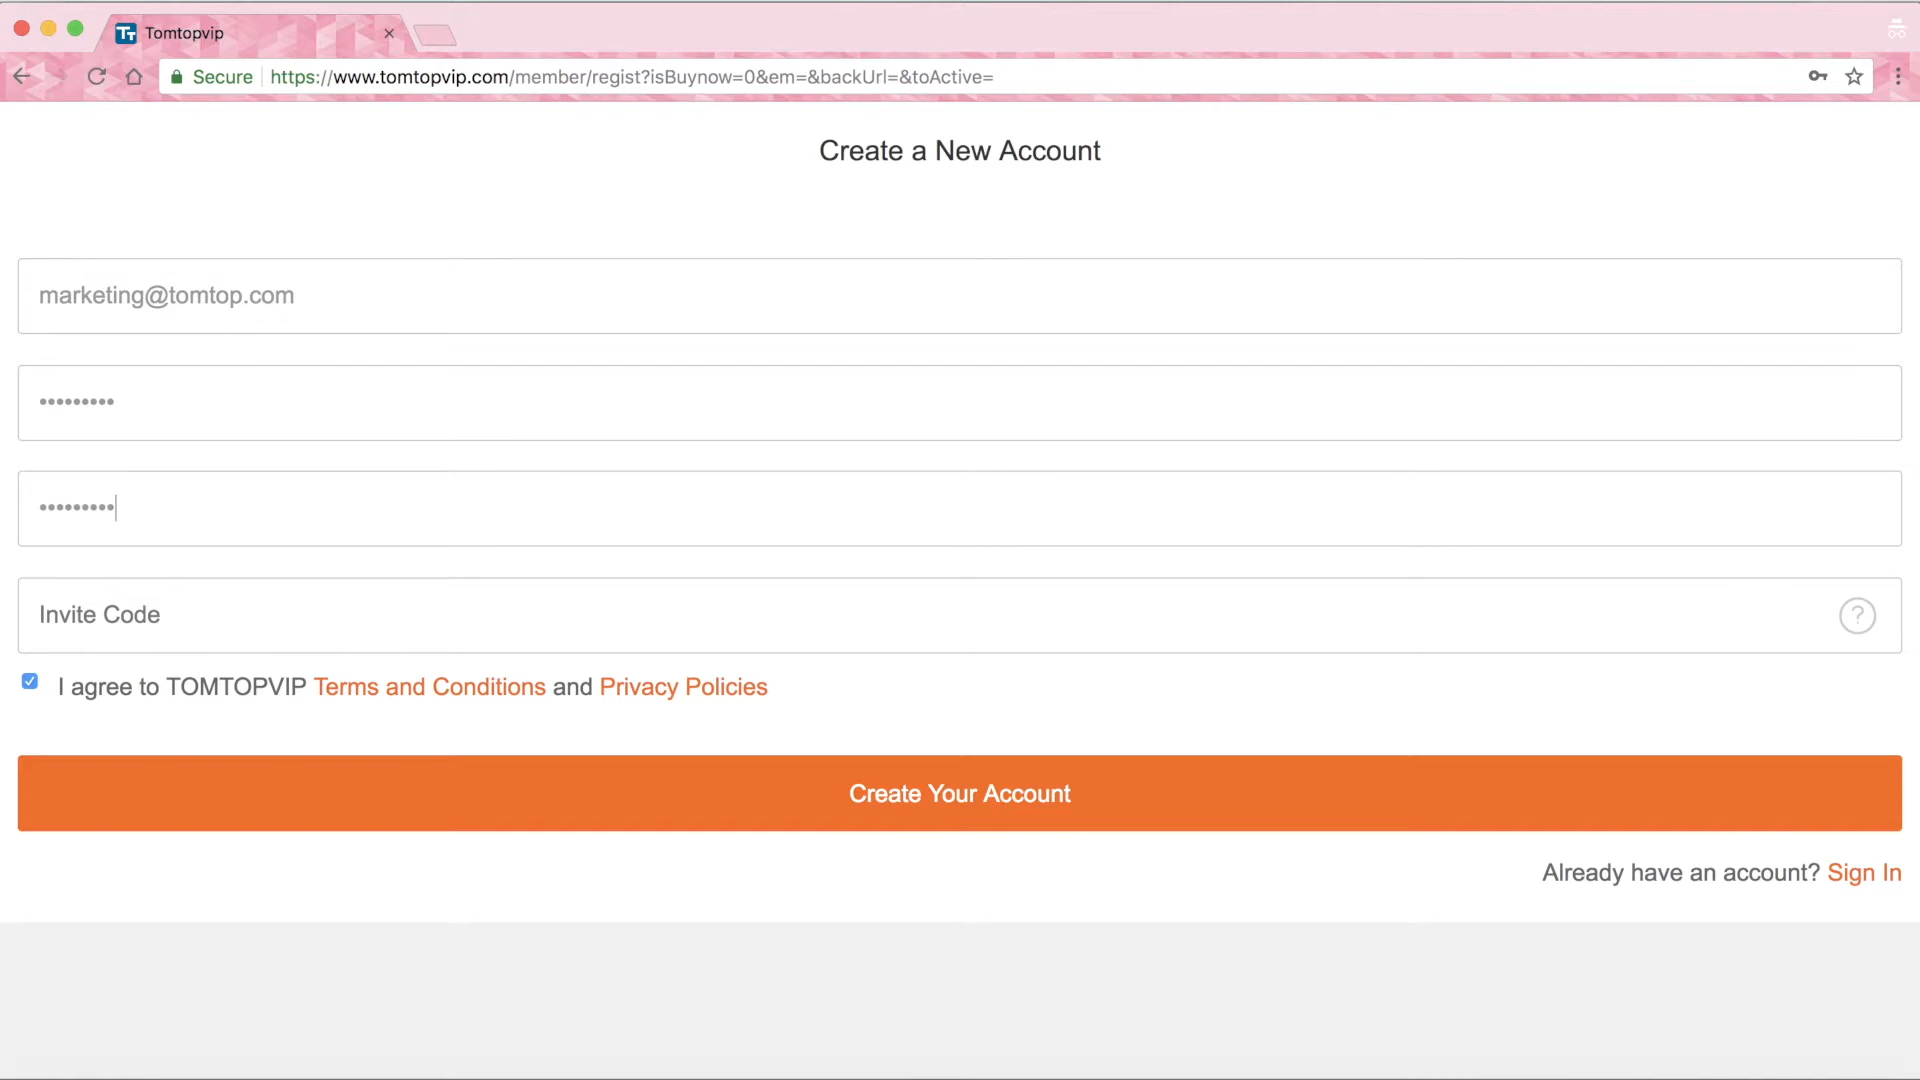 Tomtopvip
Secure https://www.tomtopvip.com/member/regist?isBuynow=0&em=&backUrl=&toActive=
Create a New Account
marketing@tomtop.com
•••••••••
•••••••••
Invite Code
?
I agree to TOMTOPVIP Terms and Conditions and Privacy Policies
Create Your Account
Already have an account? Sign In